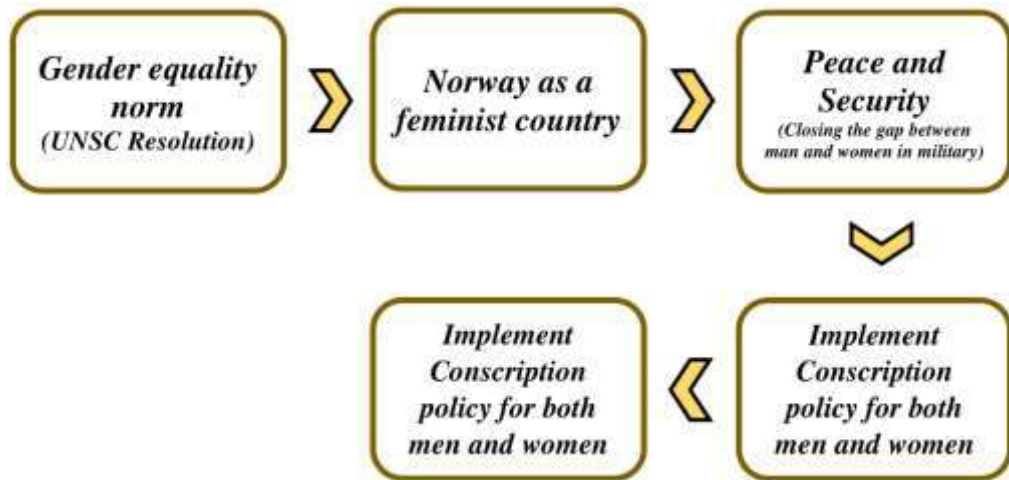 Gender equality
norm
(UNSC Resolution)
Norway as a
feminist country
Peace and
Security
(Closing the gap between
man and women in military)
Implement
Conscription
policy for both
men and women
Implement
Conscription
policy for both
men and women